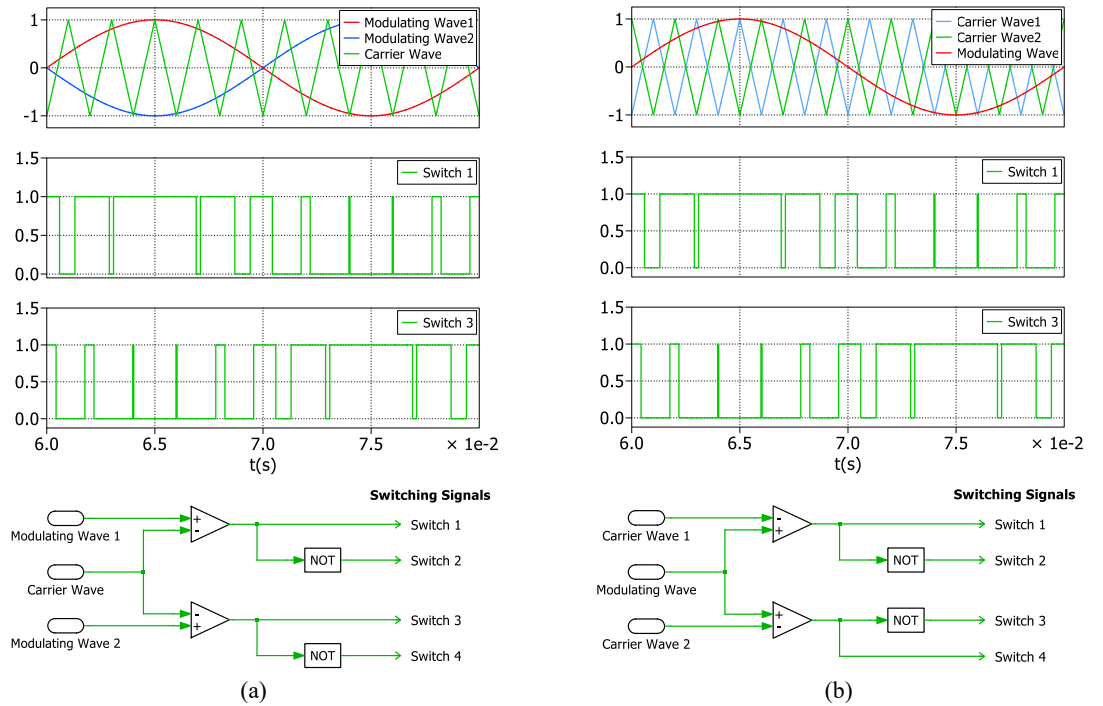 Modulating Wave1
Modulating Wave2
Carrier Wave
1
0
-1
1.5
1.0
0.5
0.0
Switch 1
1.5
1.0
0.5
0.0
Switch 3
6.0 6.5 7.0 7.5 × 1e-2
t(s)
Switching Signals
Modulating Wave 1
+
-
Switch 1
NOT
Switch 2
Carrier Wave
-
+
Switch 3
Modulating Wave 2
NOT
Switch 4
(a)
Carrier Wave1
Carrier Wave2
Modulating Wave
1
0
-1
1.5
1.0
0.5
0.0
Switch 1
1.5
1.0
0.5
0.0
Switch 3
6.0 6.5 7.0 7.5 × 1e-2
t(s)
Switching Signals
Carrier Wave 1
-
+
Switch 1
NOT
Switch 2
Modulating Wave
+
-
NOT
Switch 3
Carrier Wave 2
Switch 4
(b)